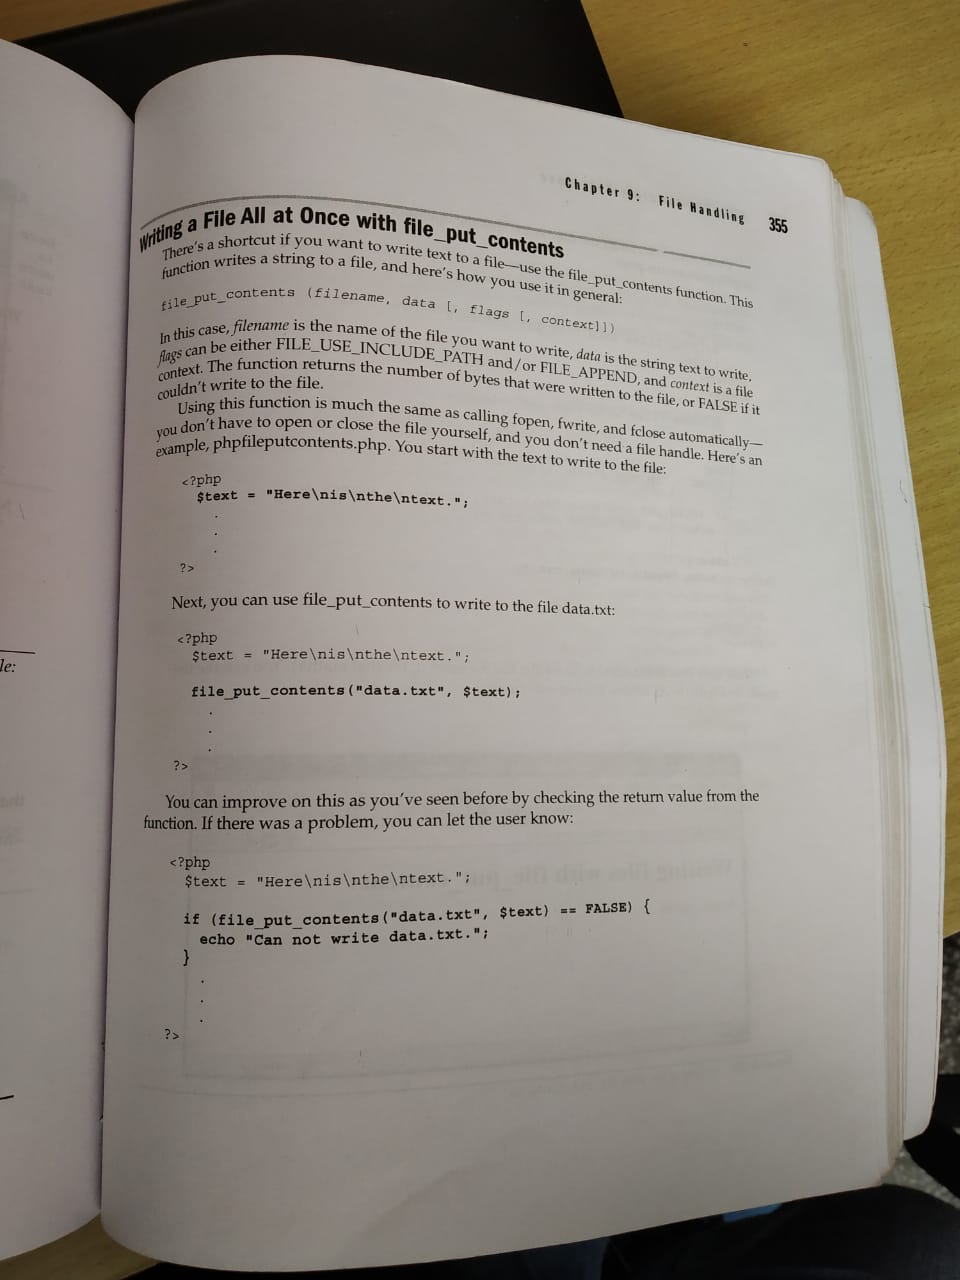 Chapter 9: File Handling 355
Writing a File All at Once with file_put_contents
There's a shortcut if you want to write text to a file—use the file_put_contents function. This
function writes a string to a file, and here's how you use it in general:
file_put_contents (filename, data [, flags [, context]])
In this case, filename is the name of the file you want to write, data is the string text to write,
flags can be either FILE_USE_INCLUDE_PATH and/or FILE_APPEND, and context is a file
context. The function returns the number of bytes that were written to the file, or FALSE if it
couldn't write to the file.
Using this function is much the same as calling fopen, fwrite, and fclose automatically—
you don't have to open or close the file yourself, and you don't need a file handle. Here's an
example, phpfileputcontents.php. You start with the text to write to the file:
<?php
$text = "Here\nis\nthe\ntext.";
.
.
.
?>
Next, you can use file_put_contents to write to the file data.txt:
<?php
$text = "Here\nis\nthe\ntext.";
file_put_contents("data.txt", $text);
.
.
.
?>
You can improve on this as you've seen before by checking the return value from the
function. If there was a problem, you can let the user know:
<?php
$text = "Here\nis\nthe\ntext.";
if (file_put_contents("data.txt", $text) == FALSE) {
echo "Can not write data.txt.";
}
.
.
.
?>
le: